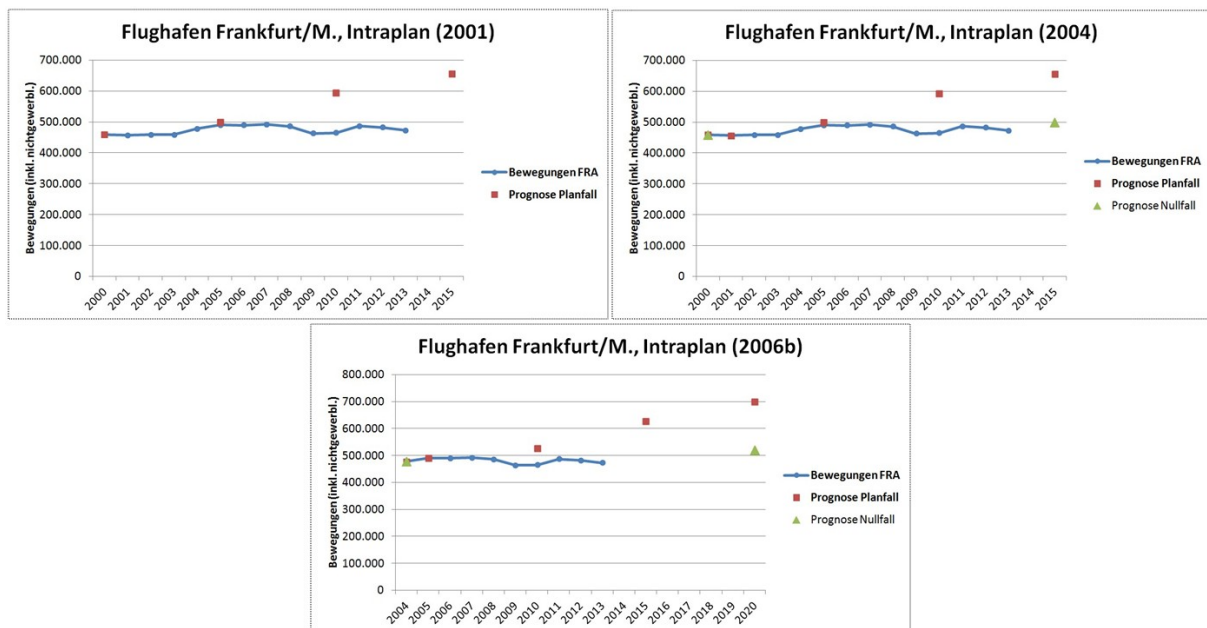 Flughafen Frankfurt/M., Intraplan (2001)
Bewegungen (inkl. nichtgewerbl.)
700.000
600.000
500.000
400.000
300.000
200.000
100.000
0
2000 2001 2002 2003 2004 2005 2006 2007 2008 2009 2010 2011 2012 2013 2014 2015
Bewegungen FRA
Prognose Planfall
Flughafen Frankfurt/M., Intraplan (2004)
Bewegungen (inkl. nichtgewerbl.)
700.000
600.000
500.000
400.000
300.000
200.000
100.000
0
2000 2001 2002 2003 2004 2005 2006 2007 2008 2009 2010 2011 2012 2013 2014 2015
Bewegungen FRA
Prognose Planfall
Prognose Nullfall
Flughafen Frankfurt/M., Intraplan (2006b)
Bewegungen (inkl. nichtgewerbl.)
800.000
700.000
600.000
500.000
400.000
300.000
200.000
100.000
0
2004 2005 2006 2007 2008 2009 2010 2011 2012 2013 2014 2015 2016 2017 2018 2019 2020
Bewegungen FRA
Prognose Planfall
Prognose Nullfall